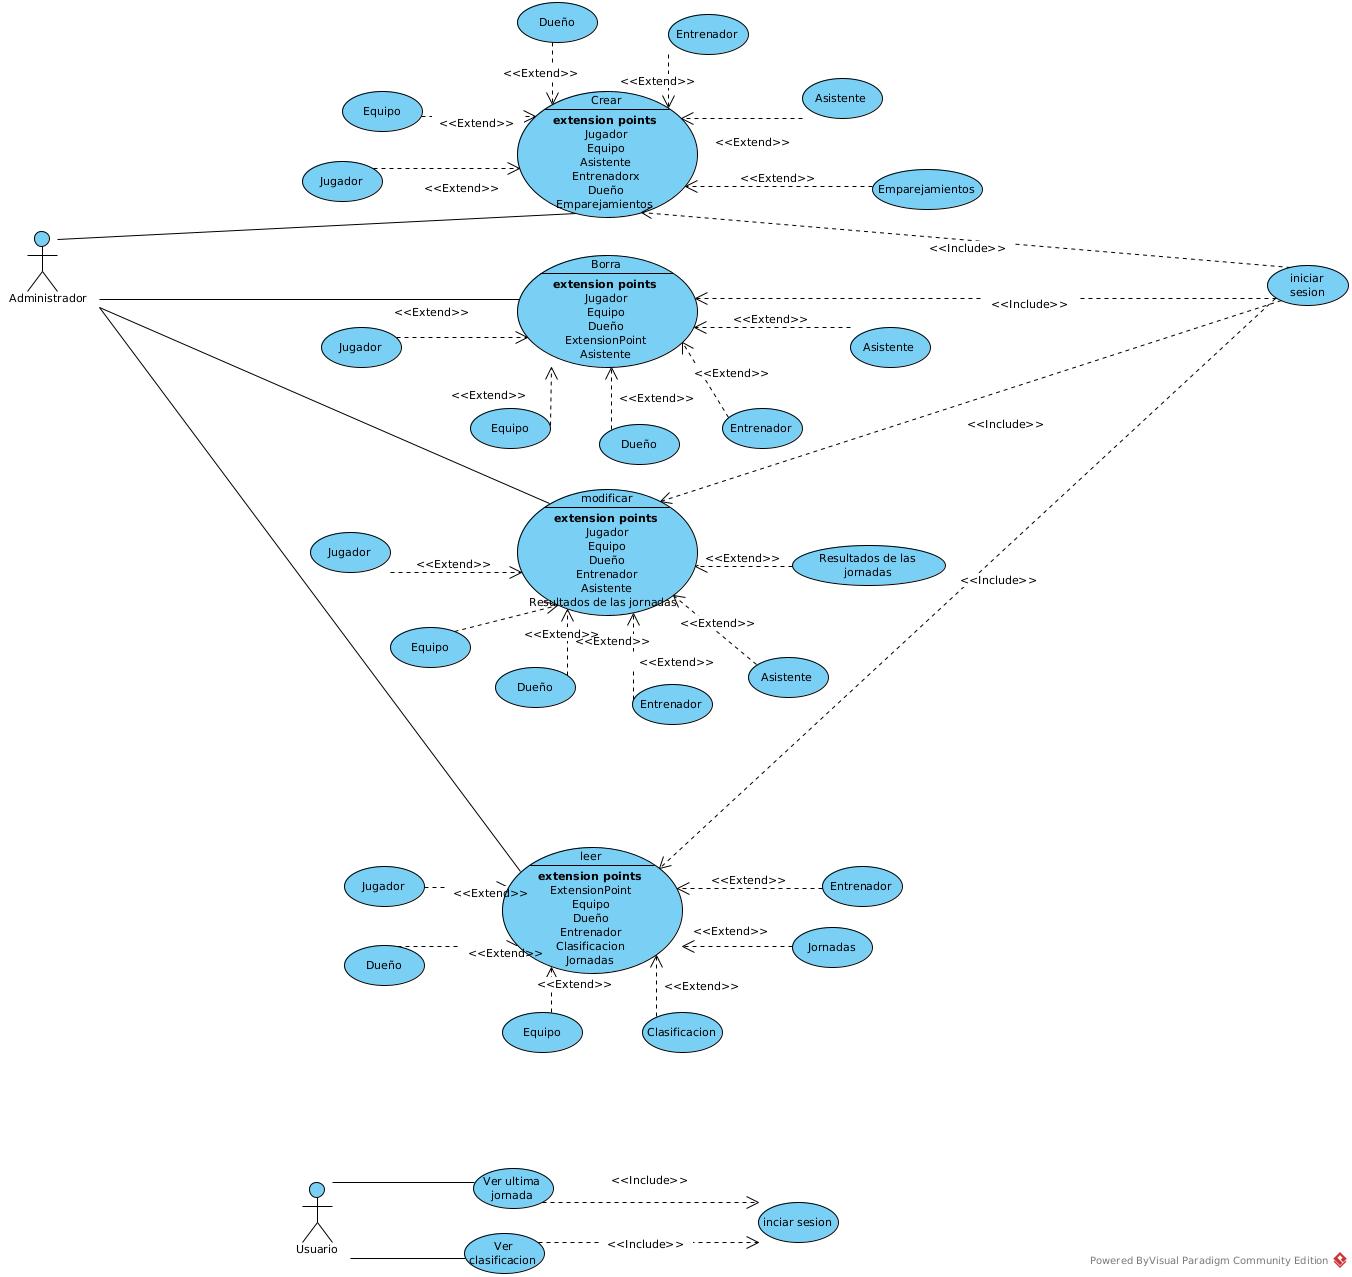 Dueño
Entrenador
<<Extend>>
<<Extend>>
Asistente
Equipo
<<Extend>>
<<Extend>>
Crear
extension points
Jugador
Equipo
Asistente
Entrenadorx
Dueño
Emparejamientos
Jugador
<<Extend>>
<<Extend>>
Emparejamientos
<<Include>>
Administrador
iniciar
sesion
Borra
extension points
Jugador
Equipo
Dueño
ExtensionPoint
Asistente
<<Include>>
<<Extend>>
<<Extend>>
Jugador
Asistente
<<Extend>>
<<Extend>>
<<Extend>>
Equipo
Dueño
Entrenador
<<Include>>
modificar
extension points
Jugador
Equipo
Dueño
Entrenador
Asistente
Resultados de las jornadas
Jugador
<<Extend>>
<<Extend>>
Resultados de las
jornadas
<<Include>>
Equipo
<<Extend>>
<<Extend>>
<<Extend>>
<<Extend>>
Dueño
Entrenador
Asistente
leer
extension points
ExtensionPoint
Equipo
Dueño
Entrenador
Clasificacion
Jornadas
Jugador
<<Extend>>
<<Extend>>
Entrenador
Dueño
<<Extend>>
<<Extend>>
Jornadas
<<Extend>>
<<Extend>>
Equipo
Clasificacion
Ver ultima
jornada
<<Include>>
inciar sesion
Usuario
Ver
clasificacion
<<Include>>
Powered ByVisual Paradigm Community Edition